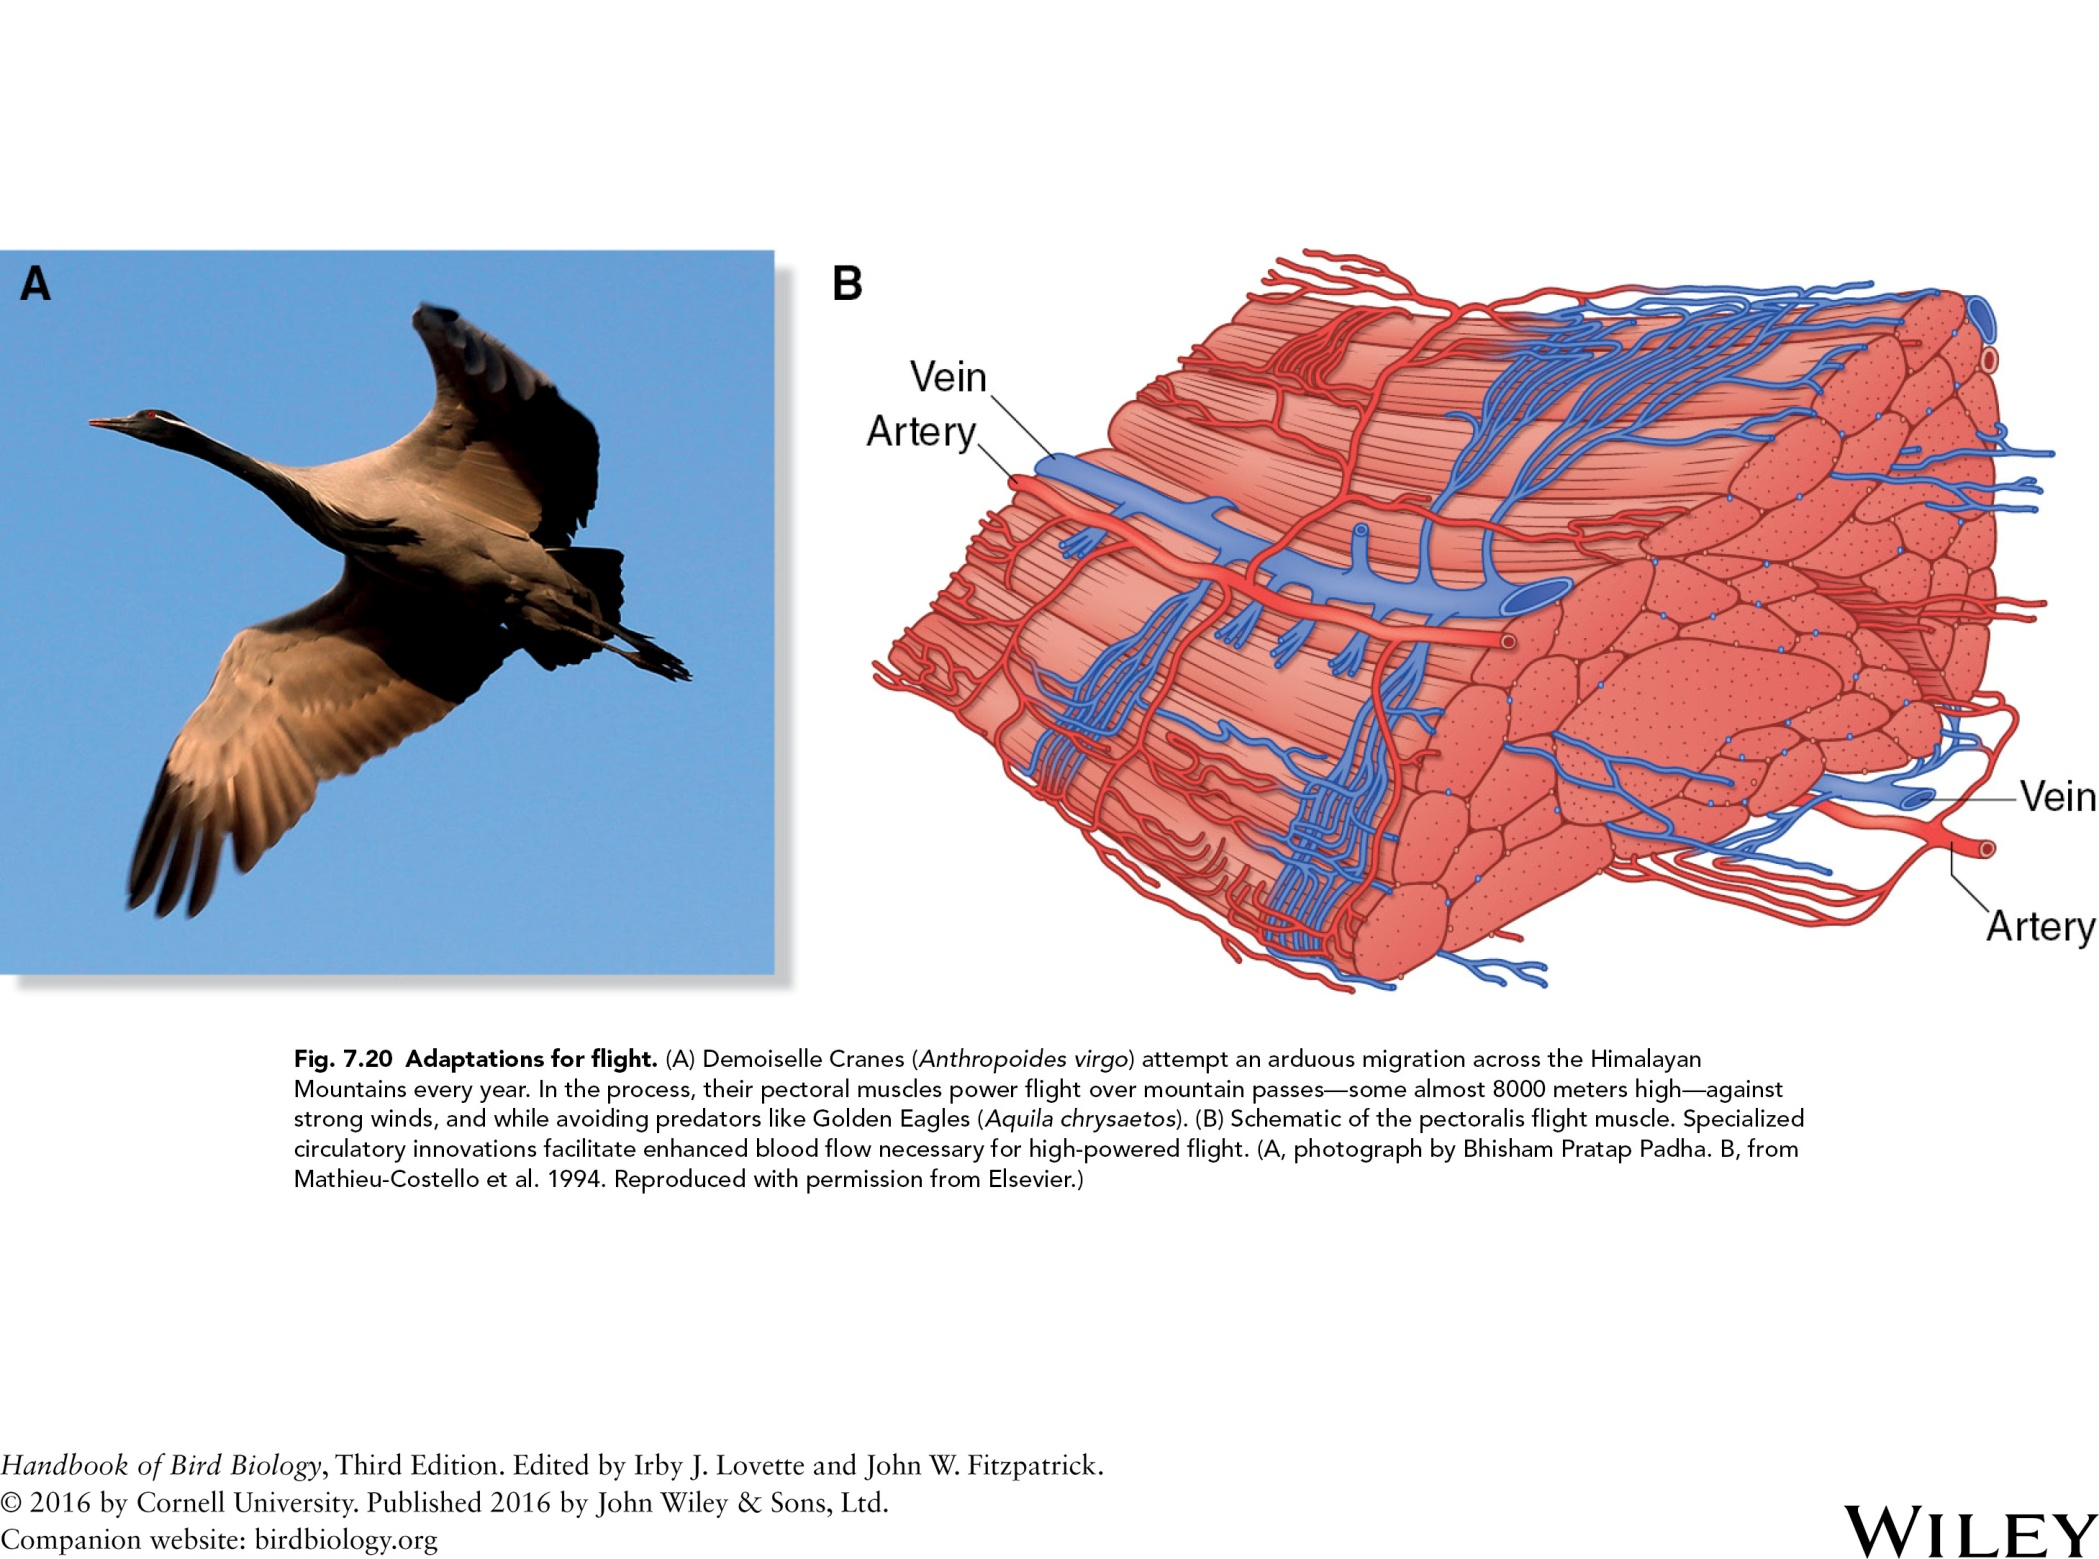 A
B
Vein
Artery
Vein
Artery
Fig. 7.20 Adaptations for flight. (A) Demoiselle Cranes (Anthropoides virgo) attempt an arduous migration across the Himalayan
Mountains every year. In the process, their pectoral muscles power flight over mountain passes—some almost 8000 meters high—against
strong winds, and while avoiding predators like Golden Eagles (Aquila chrysaetos). (B) Schematic of the pectoralis flight muscle. Specialized
circulatory innovations facilitate enhanced blood flow necessary for high-powered flight. (A, photograph by Bhisham Pratap Padha. B, from
Mathieu-Costello et al. 1994. Reproduced with permission from Elsevier.)
Handbook of Bird Biology, Third Edition. Edited by Irby J. Lovette and John W. Fitzpatrick.
© 2016 by Cornell University. Published 2016 by John Wiley & Sons, Ltd.
Companion website: birdbiology.org
WILEY